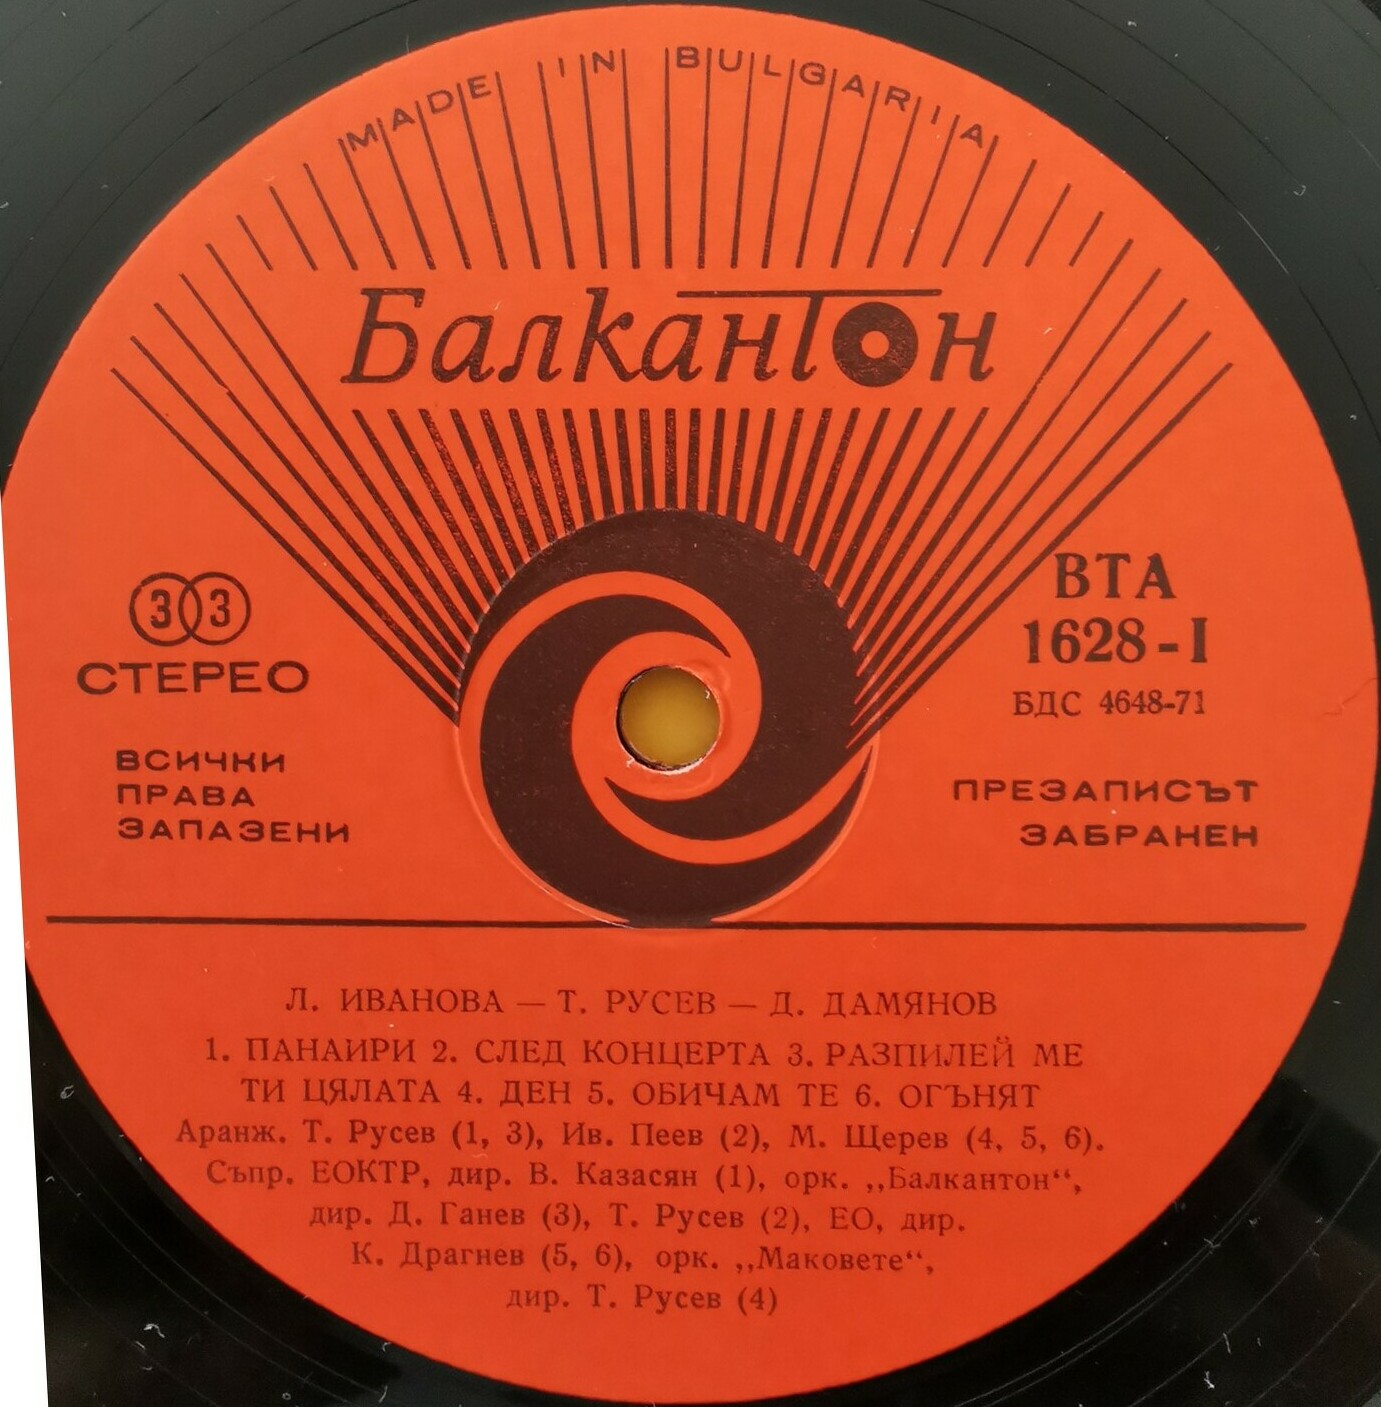 MADE IN BULGARIA
Балкантон
33
СТЕРЕО
ВТА
1628-I
БДС 4648-71
ВСИЧКИ
ПРАВА
ЗАПАЗЕНИ
ПРЕЗАПИСЪТ
ЗАБРАНЕН
Л. ИВАНОВА — Т. РУСЕВ — Д. ДАМЯНОВ
1. ПАНАИРИ 2. СЛЕД КОНЦЕРТА 3. РАЗПИЛЕЙ МЕ
ТИ ЦЯЛАТА 4. ДЕН 5. ОБИЧАМ ТЕ 6. ОГЪНЯТ
Аранж. Т. Русев (1, 3), Ив. Пеев (2), М. Щерев (4, 5, 6).
Съпр. ЕОКТР, дир. В. Казасян (1), орк. „Балкантон“,
дир. Д. Ганев (3), Т. Русев (2), ЕО, дир.
К. Драгнев (5, 6), орк. „Маковете“,
дир. Т. Русев (4)